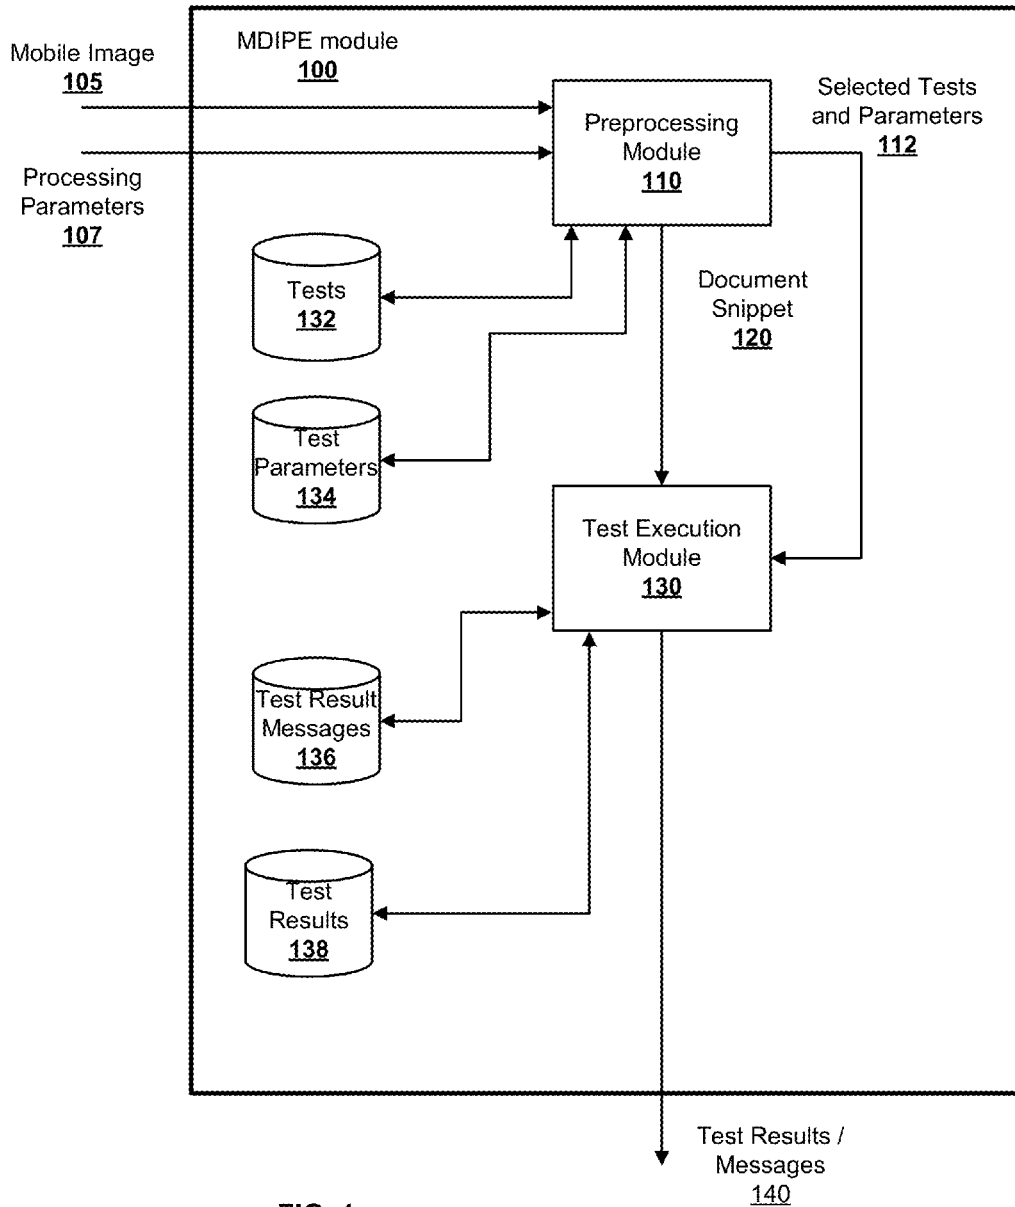 MDIPE module
100
Mobile Image
105
Processing
Parameters
107
Preprocessing
Module
110
Selected Tests
and Parameters
112
Tests
132
Document
Snippet
120
Test
Parameters
134
Test Execution
Module
130
Test Result
Messages
136
Test
Results
138
Test Results /
Messages
140